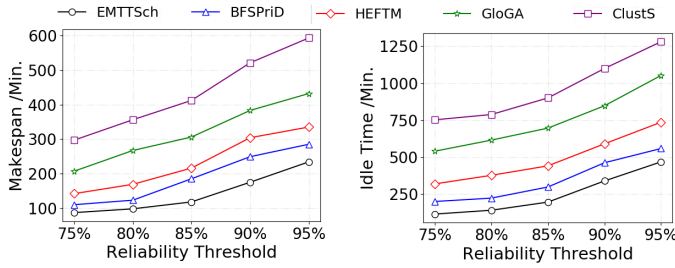 EMTTSch BFSPriD HEFTM GloGA ClustS
Makespan /Min.
600
500
400
300
200
100
75% 80% 85% 90% 95%
Reliability Threshold
Idle Time /Min.
1250
1000
750
500
250
75% 80% 85% 90% 95%
Reliability Threshold